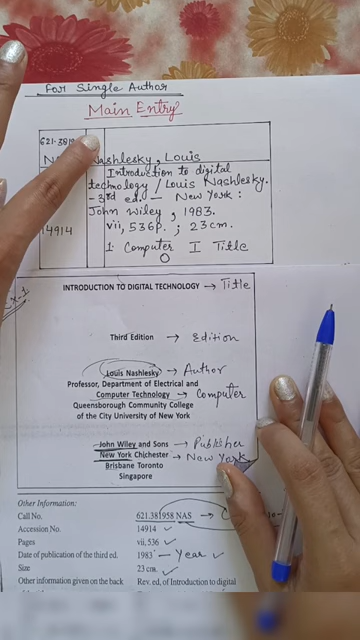 For Single Author
Main Entry
621.3819
Nashlesky, Louis
Introduction to digital
technology / Louis Nashlesky.
- 3rd ed. — New York :
John Wiley, 1983.
vii, 536p. ; 23cm.
14914
1. Computer I Title
INTRODUCTION TO DIGITAL TECHNOLOGY → Title
Third Edition → Edition
Louis Nashlesky → Author
Professor, Department of Electrical and
Computer Technology → Computer
Queensborough Community College
of the City University of New York
John Wiley and Sons → Publisher
New York Chichester → New York
Brisbane Toronto
Singapore
Other Information:
Call No. 621.381958 NAS →
Accession No. 14914
Pages vii, 536
Date of publication of the third ed. 1983 - Year
Size 23 cm.
Other information given on the back Rev. ed. of Introduction to digital